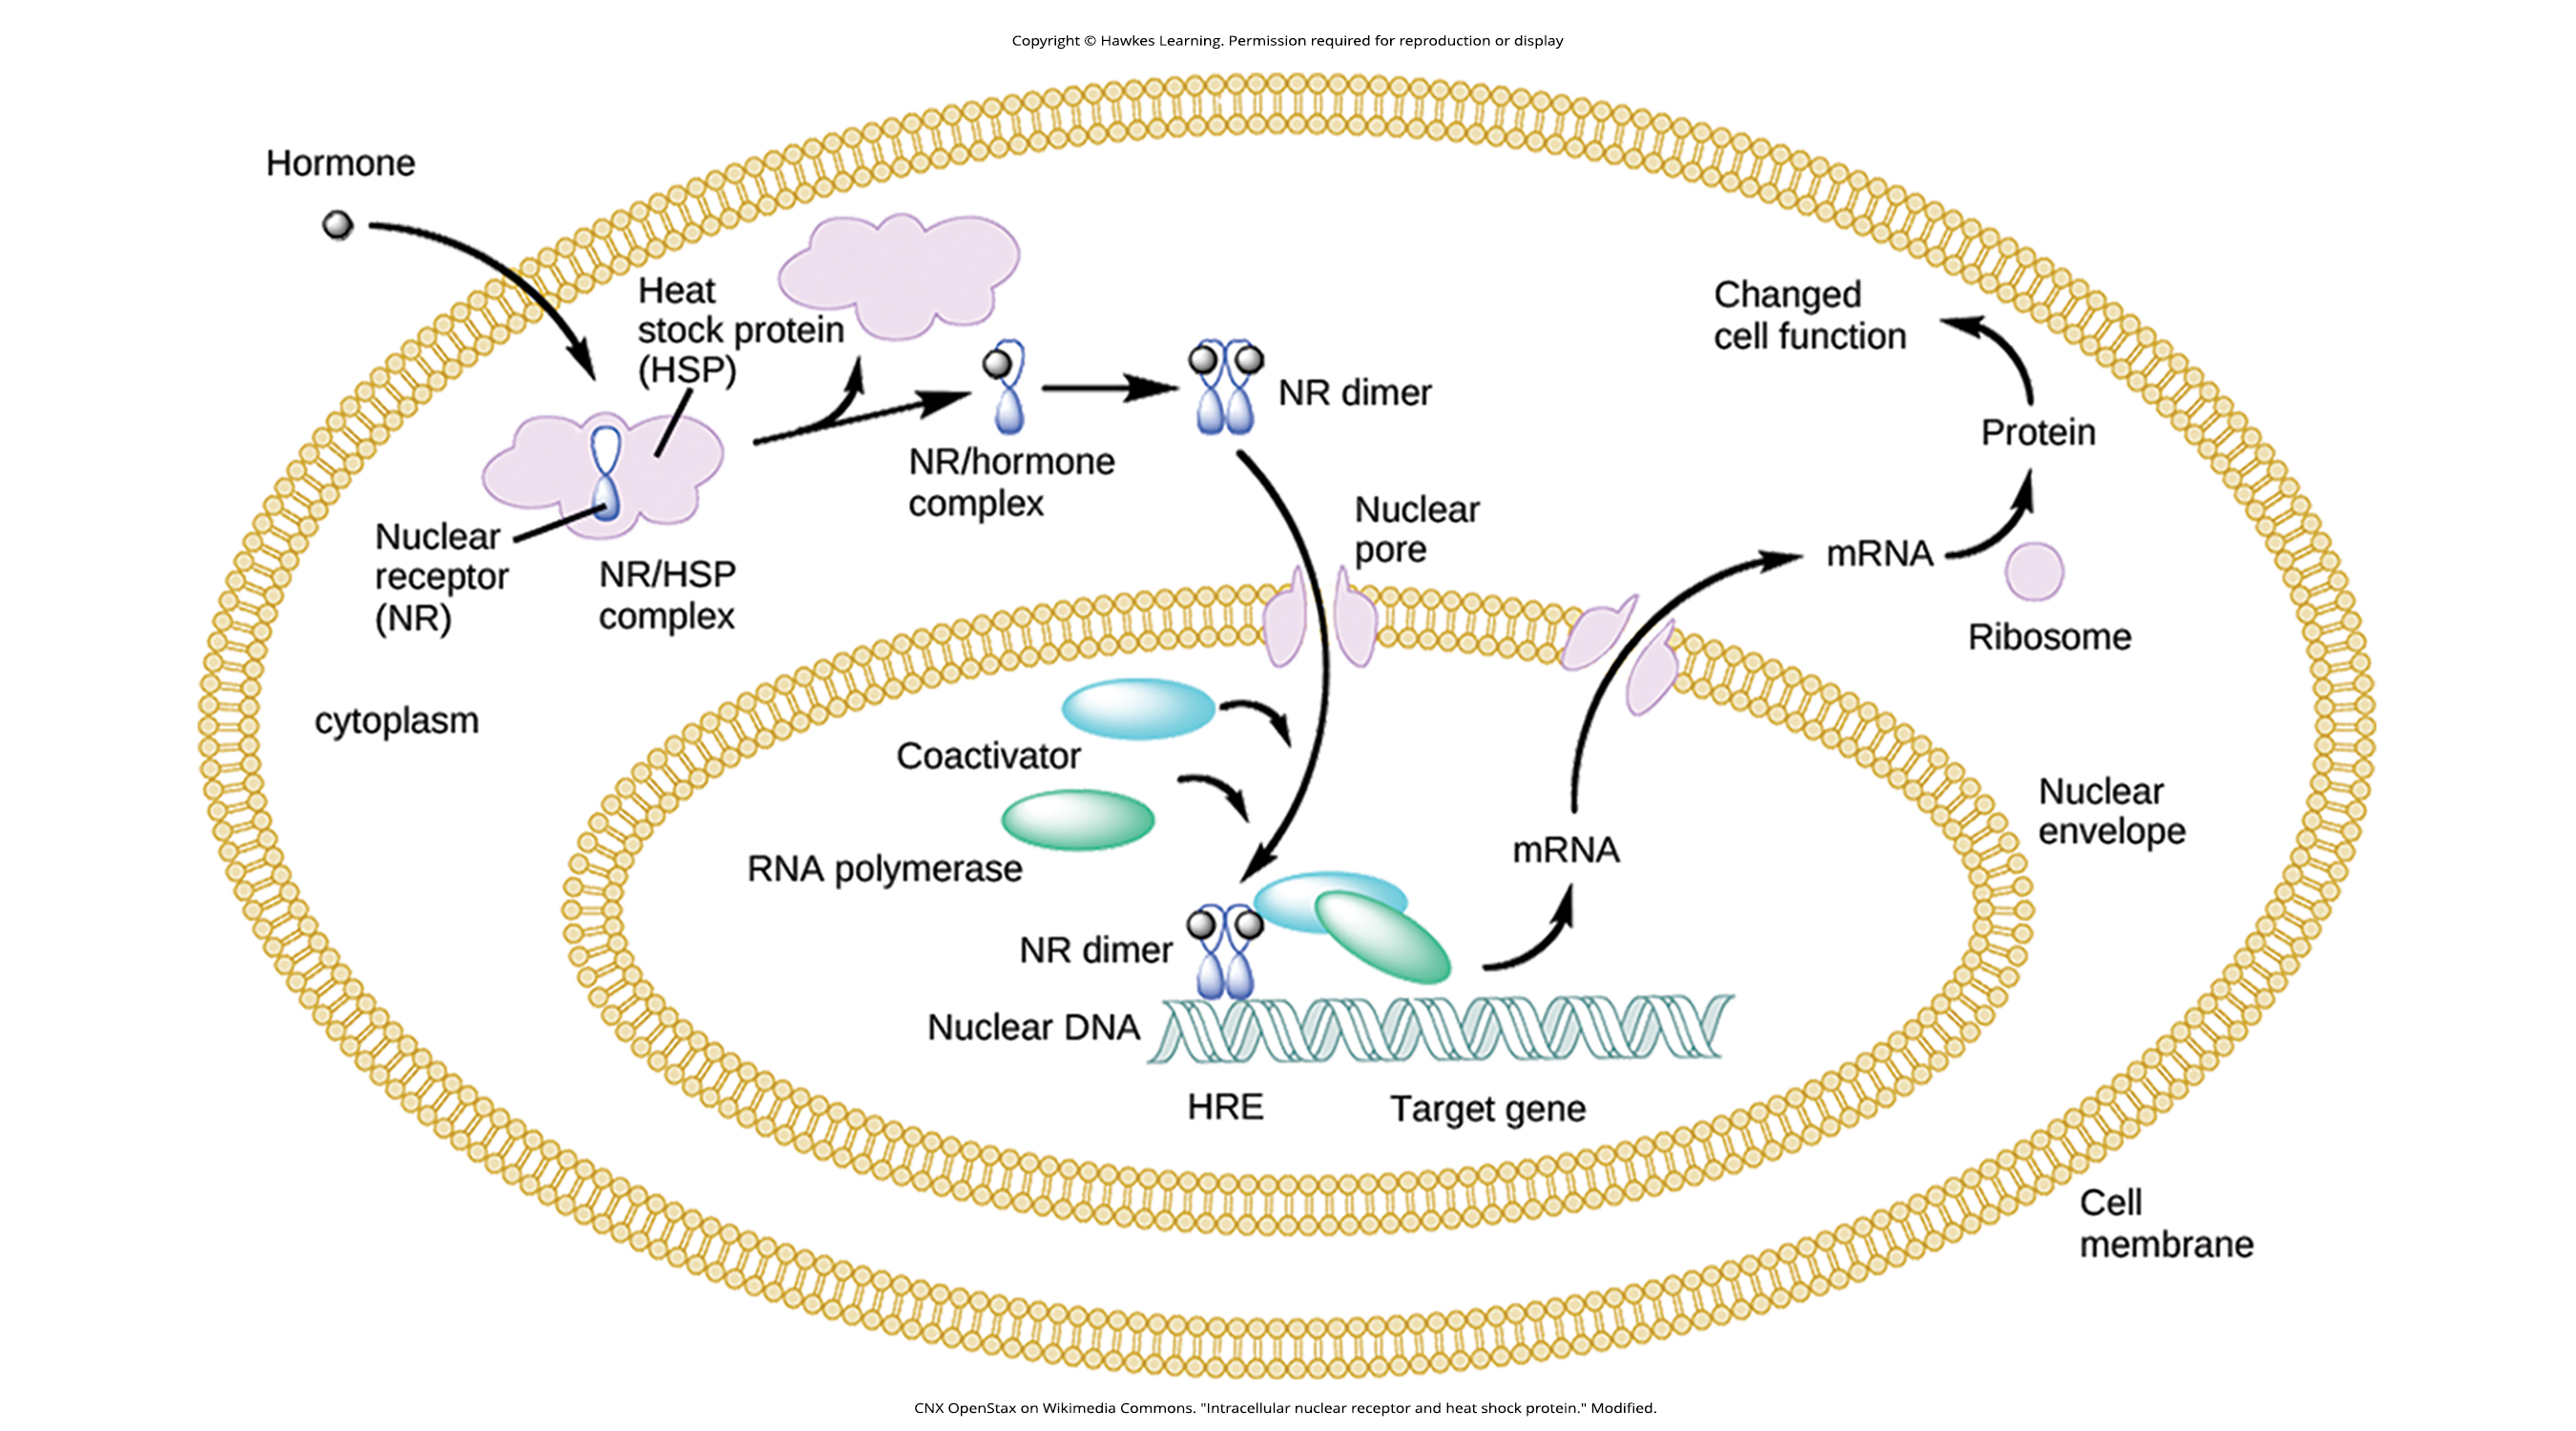 Copyright © Hawkes Learning. Permission required for reproduction or display
Hormone
Heat
stock protein
(HSP)
Nuclear
receptor
(NR)
NR/HSP
complex
NR/hormone
complex
NR dimer
Nuclear
pore
Changed
cell function
Protein
mRNA
Ribosome
cytoplasm
Coactivator
RNA polymerase
mRNA
Nuclear
envelope
NR dimer
Nuclear DNA
HRE
Target gene
Cell
membrane
CNX OpenStax on Wikimedia Commons. "Intracellular nuclear receptor and heat shock protein." Modified.